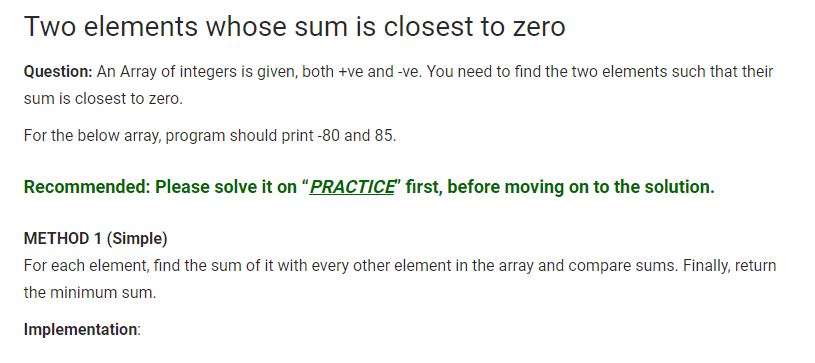 Two elements whose sum is closest to zero
Question: An Array of integers is given, both +ve and -ve. You need to find the two elements such that their
sum is closest to zero.
For the below array, program should print -80 and 85.
Recommended: Please solve it on “PRACTICE” first, before moving on to the solution.
METHOD 1 (Simple)
For each element, find the sum of it with every other element in the array and compare sums. Finally, return
the minimum sum.
Implementation: